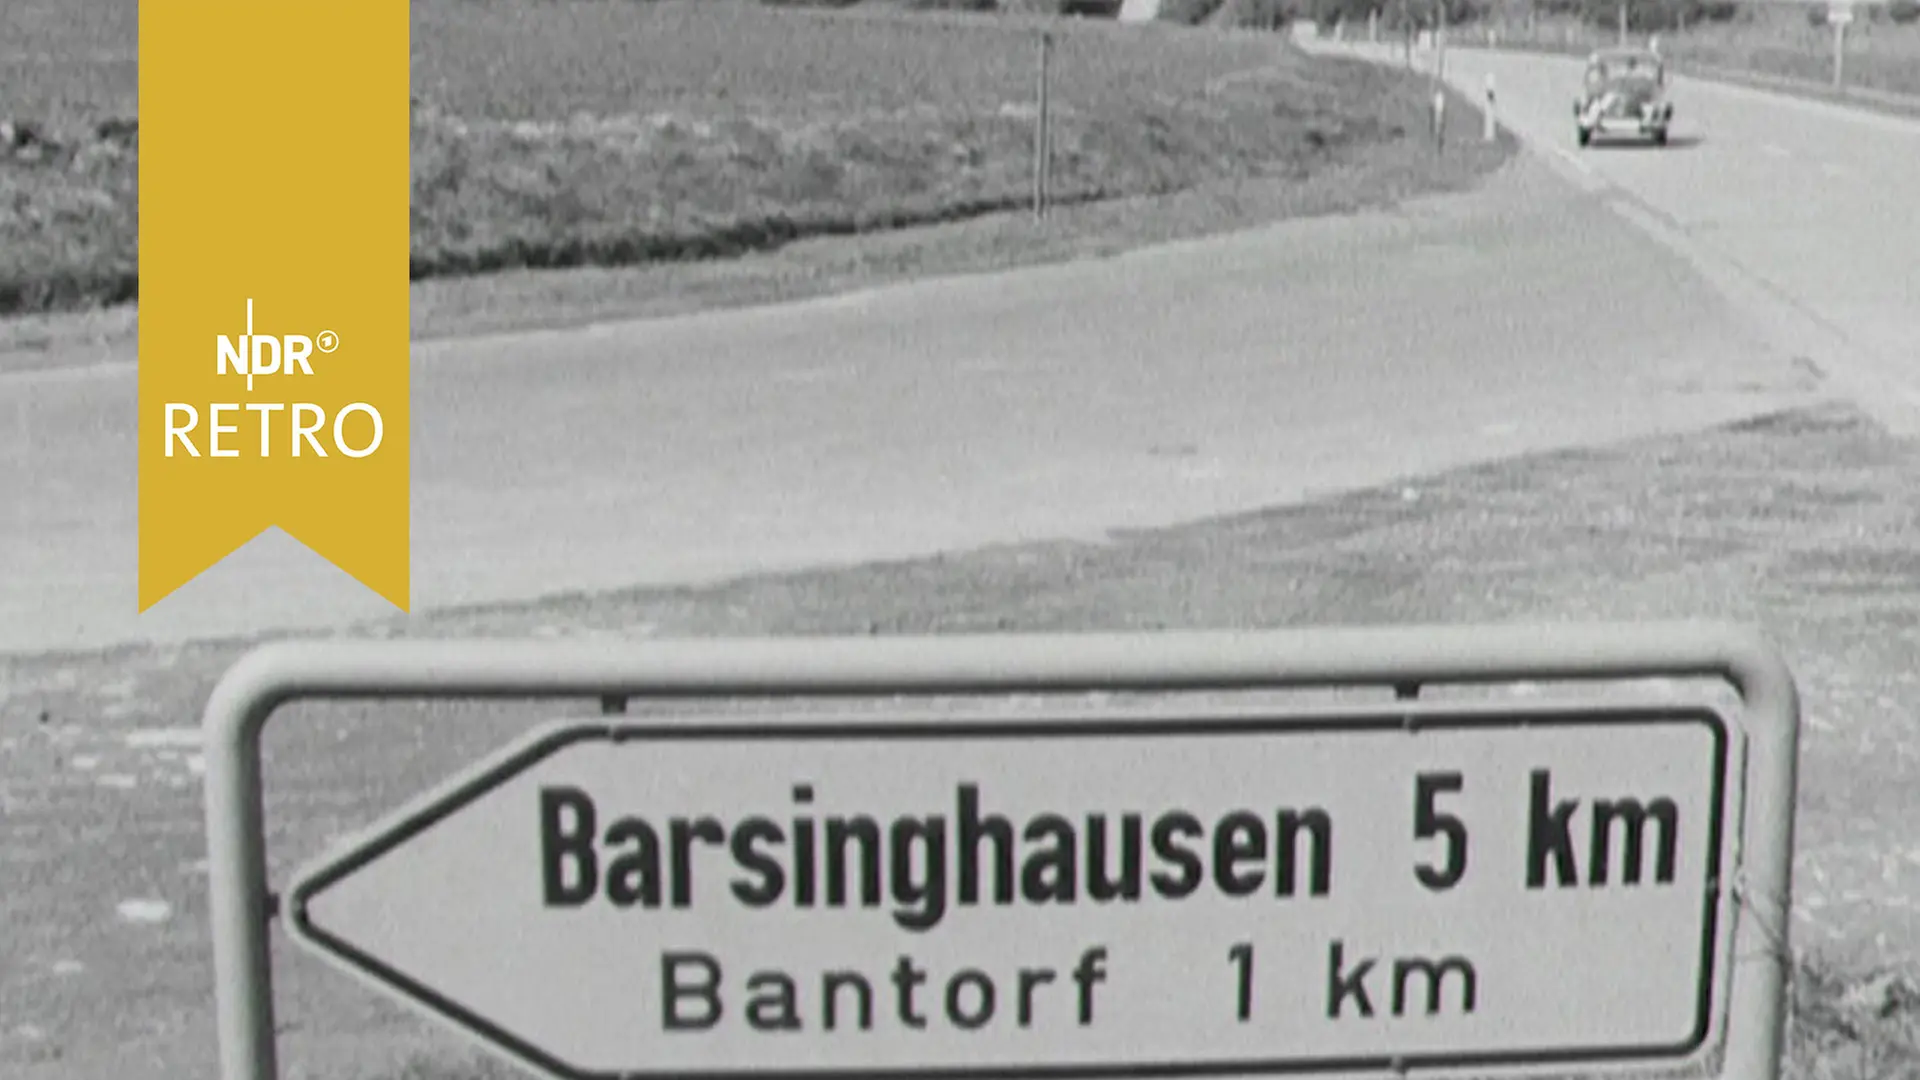 NDR
RETRO
Barsinghausen 5 km
Bantorf 1 km